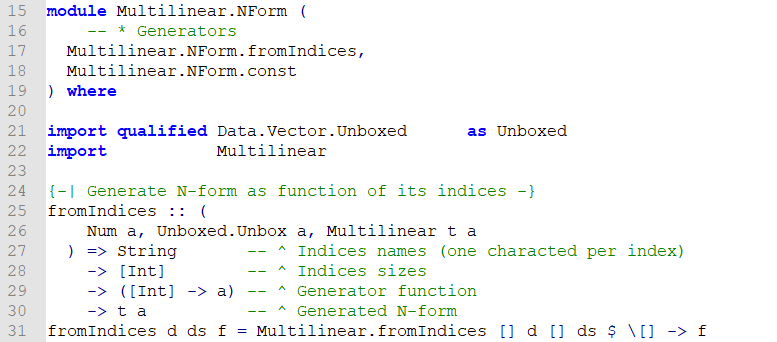 15 module Multilinear.NForm (
16     -- * Generators
17   Multilinear.NForm.fromIndices,
18   Multilinear.NForm.const
19 ) where
20
21 import qualified Data.Vector.Unboxed      as Unboxed
22 import           Multilinear
23
24 {-| Generate N-form as function of its indices -}
25 fromIndices :: (
26     Num a, Unboxed.Unbox a, Multilinear t a
27   ) => String       -- ^ Indices names (one characted per index)
28     -> [Int]        -- ^ Indices sizes
29     -> ([Int] -> a) -- ^ Generator function
30     -> t a          -- ^ Generated N-form
31 fromIndices d ds f = Multilinear.fromIndices [] d [] ds $ \[] -> f